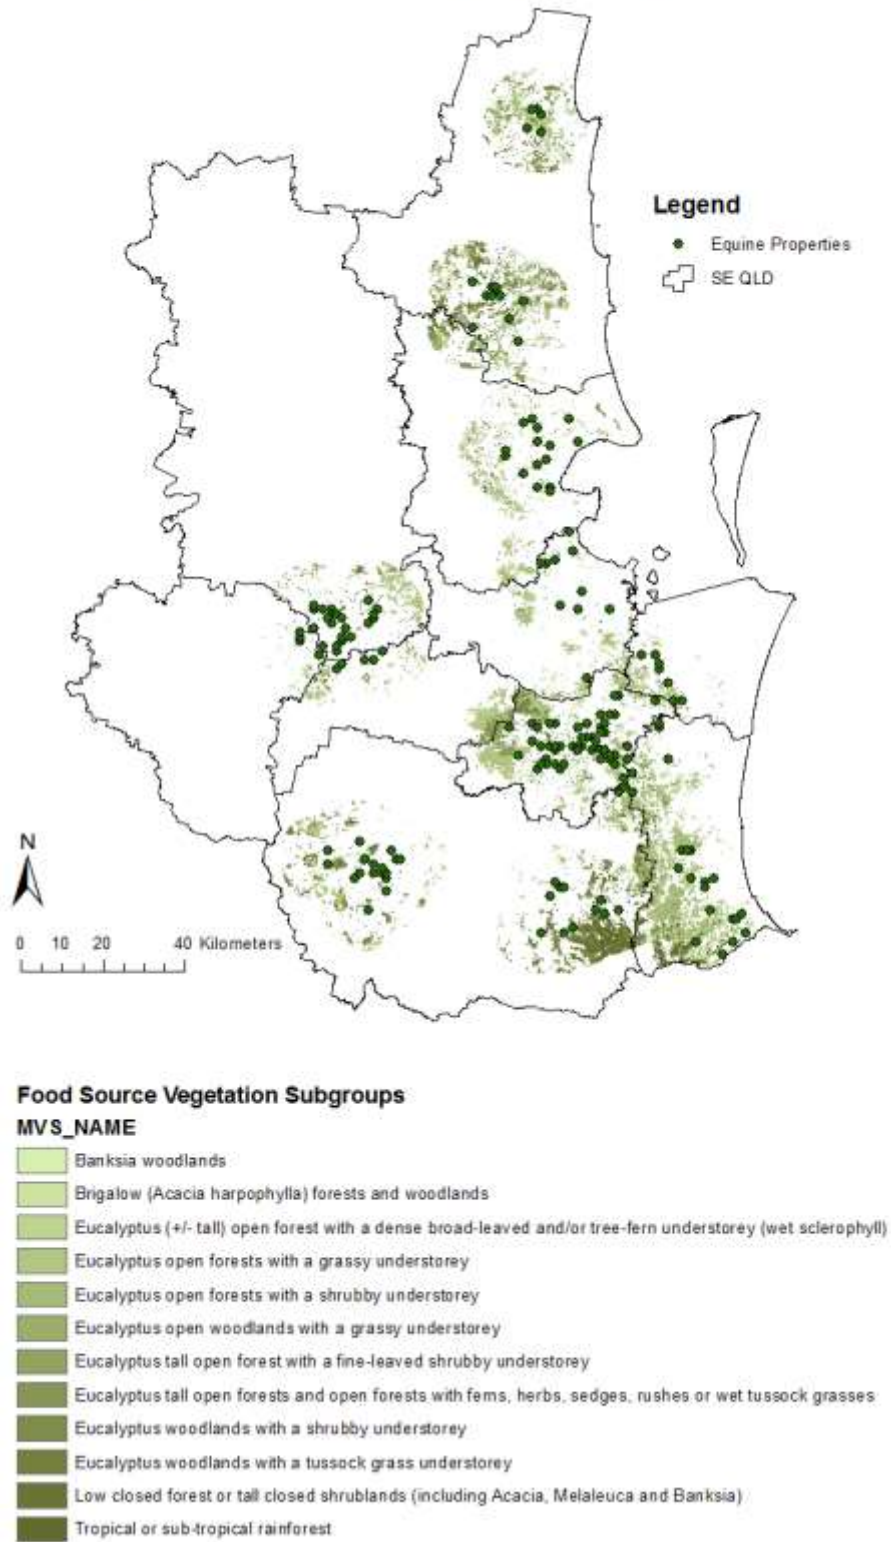 Legend
Equine Properties
SE QLD
N
0 10 20 40 Kilometers
Food Source Vegetation Subgroups
MVS_NAME
Banksia woodlands
Brigalow (Acacia harpophylla) forests and woodlands
Eucalyptus (+/- tall) open forest with a dense broad-leaved and/or tree-fern understorey (wet sclerophyll)
Eucalyptus open forests with a grassy understorey
Eucalyptus open forests with a shrubby understorey
Eucalyptus open woodlands with a grassy understorey
Eucalyptus tall open forest with a fine-leaved shrubby understorey
Eucalyptus tall open forests and open forests with ferns, herbs, sedges, rushes or wet tussock grasses
Eucalyptus woodlands with a shrubby understorey
Eucalyptus woodlands with a tussock grass understorey
Low closed forest or tall closed shrublands (including Acacia, Melaleuca and Banksia)
Tropical or sub-tropical rainforest